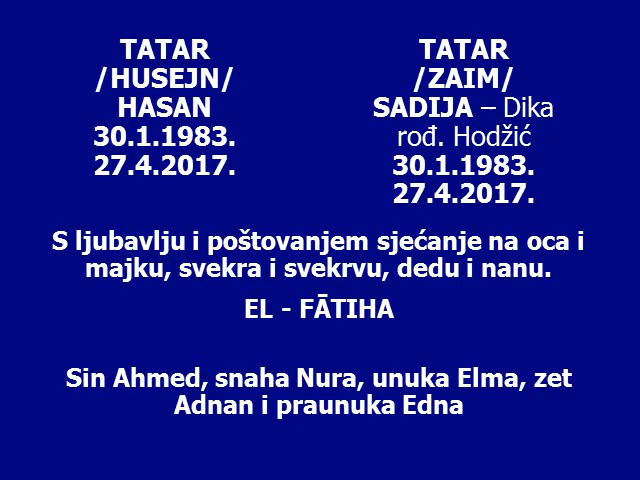 TATAR
/HUSEJN/
HASAN
30.1.1983.
27.4.2017.
TATAR
/ZAIM/
SADIJA – Dika
rođ. Hodžić
30.1.1983.
27.4.2017.
S ljubavlju i poštovanjem sjećanje na oca i
majku, svekra i svekrvu, dedu i nanu.
EL - FĀTIHA
Sin Ahmed, snaha Nura, unuka Elma, zet
Adnan i praunuka Edna